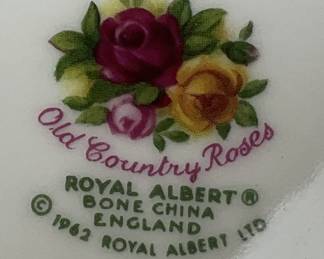 Old Country Roses
ROYAL ALBERT ®
BONE CHINA
ENGLAND
© 1962 ROYAL ALBERT LTD